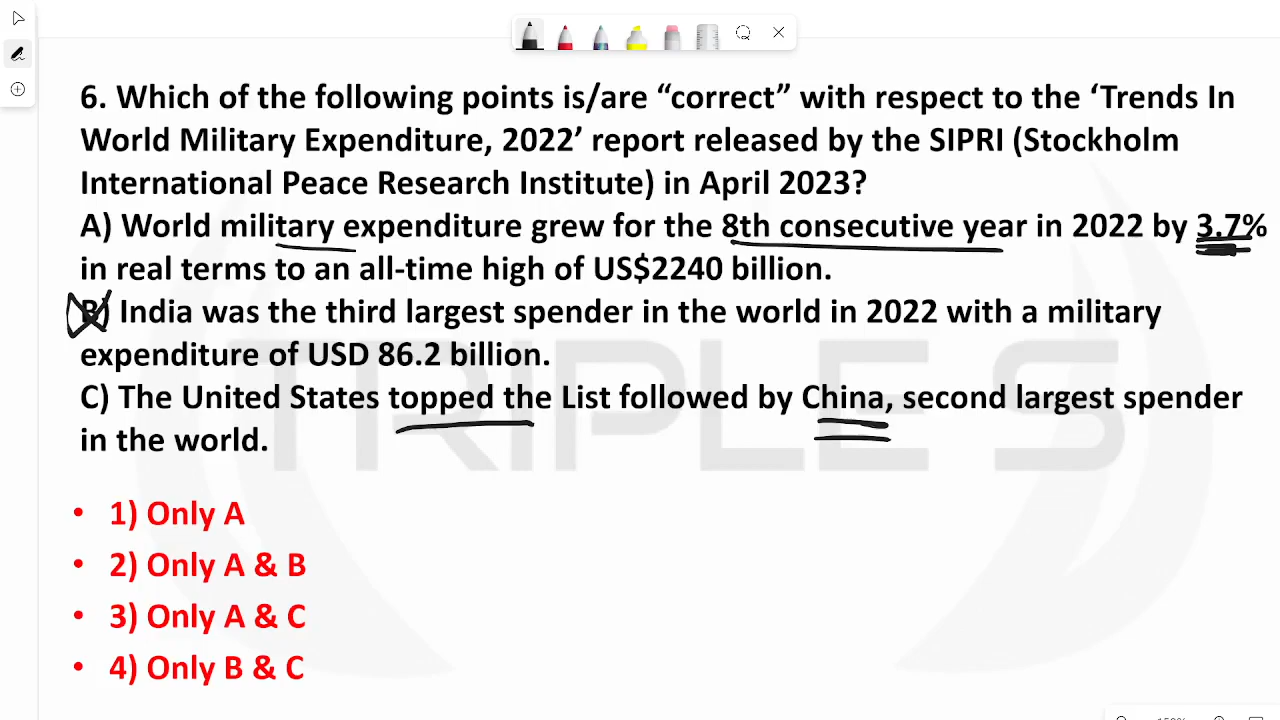 6. Which of the following points is/are “correct” with respect to the ‘Trends In
World Military Expenditure, 2022’ report released by the SIPRI (Stockholm
International Peace Research Institute) in April 2023?
A) World military expenditure grew for the 8th consecutive year in 2022 by 3.7%
in real terms to an all-time high of US$2240 billion.
B) India was the third largest spender in the world in 2022 with a military
expenditure of USD 86.2 billion.
C) The United States topped the List followed by China, second largest spender
in the world.
TRIPLE S
• 1) Only A
• 2) Only A & B
• 3) Only A & C
• 4) Only B & C